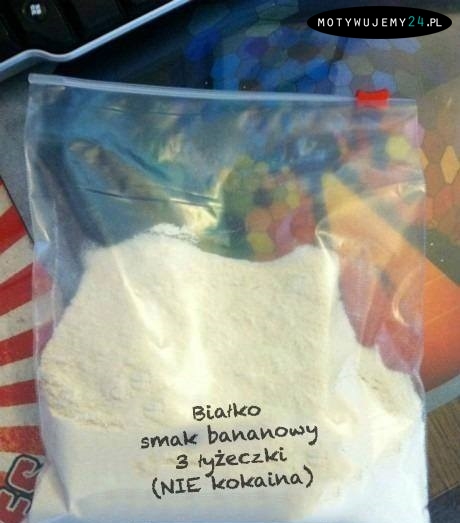 MOTYWUJEMY24.PL
Białko
smak bananowy
3 łyżeczki
(NIE kokaina)